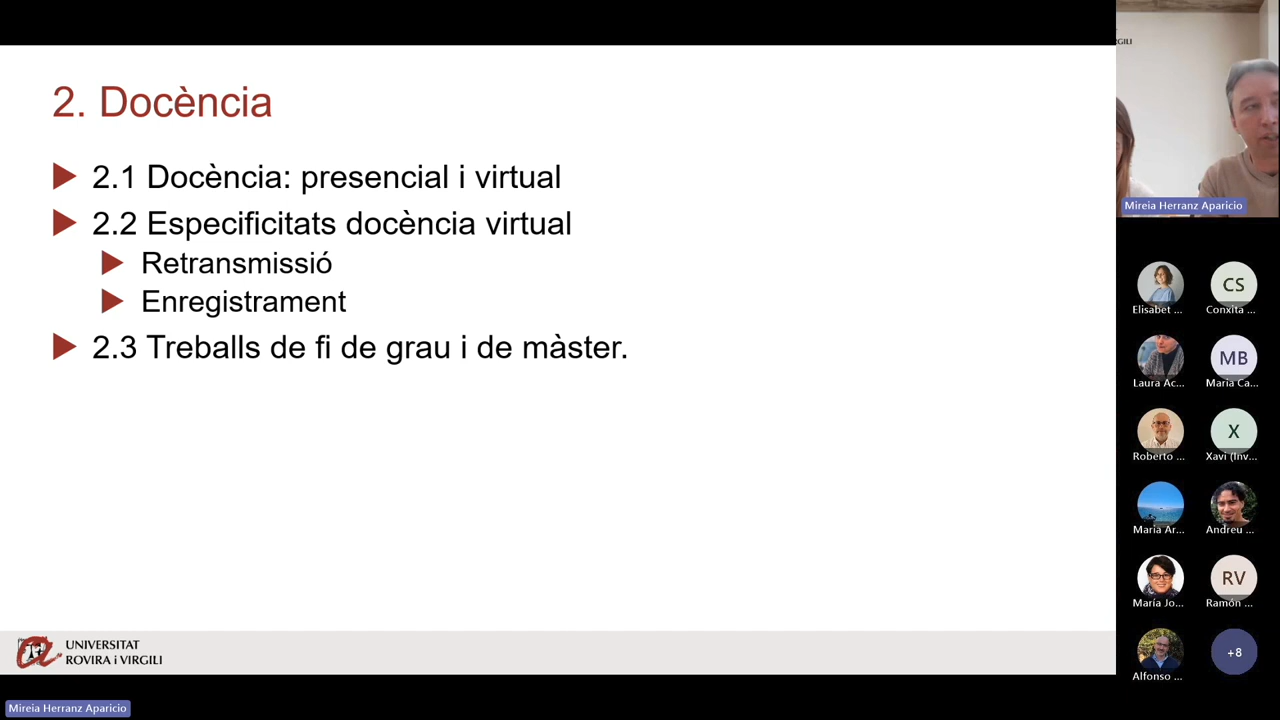 2. Docència
2.1 Docència: presencial i virtual
2.2 Especificitats docència virtual
Retransmissió
Enregistrament
2.3 Treballs de fi de grau i de màster.
UNIVERSITAT
ROVIRA i VIRGILI
Mireia Herranz Aparicio
RGILI
Mireia Herranz Aparicio
CS
Elisabet ...
Conxita ...
MB
Laura Ac...
Maria Ca...
X
Roberto ...
Xavi (Inv...
Maria Ar...
Andreu ...
RV
María Jo...
Ramón ...
+8
Alfonso ...